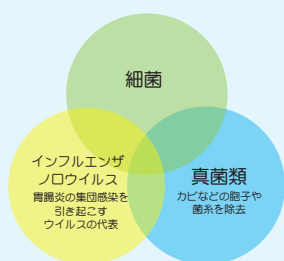 細菌
インフルエンザ
ノロウイルス
胃腸炎の集団感染を
引き起こす
ウイルスの代表
真菌類
カビなどの胞子や
菌糸を除去